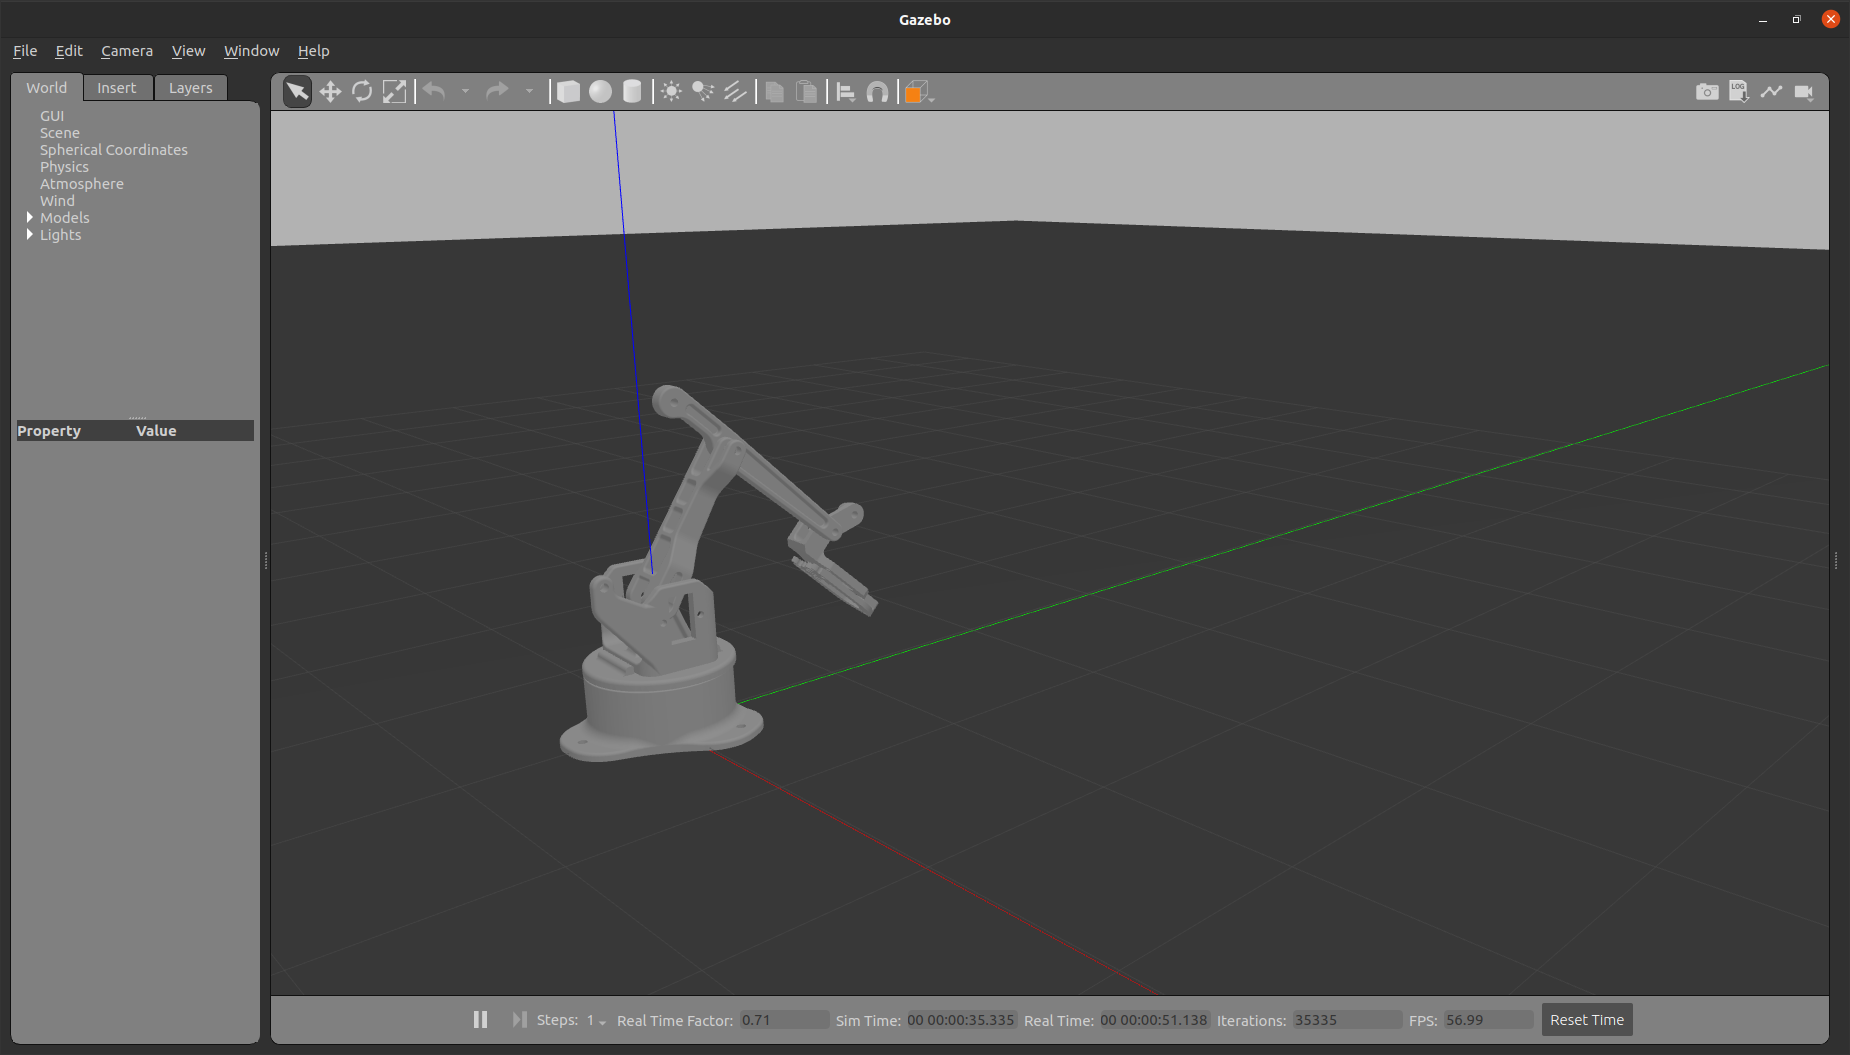 Gazebo
File Edit Camera View Window Help
World Insert Layers
LOG
GUI
Scene
Spherical Coordinates
Physics
Atmosphere
Wind
Models
Lights
Property Value
Steps: 1 Real Time Factor: 0.71 Sim Time: 00 00:00:35.335 Real Time: 00 00:00:51.138 Iterations: 35335 FPS: 56.99 Reset Time